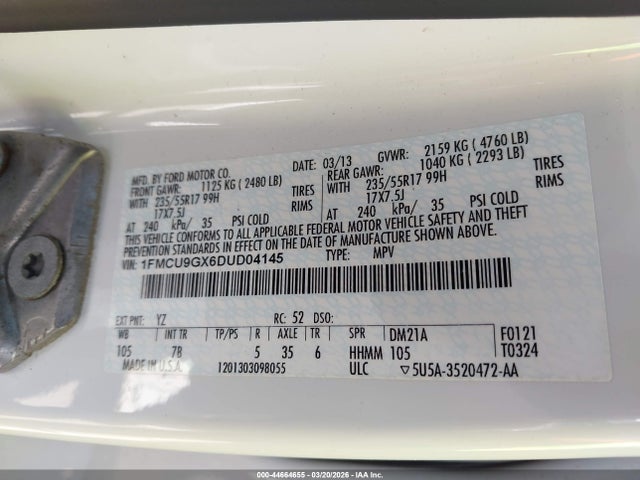 MFD. BY FORD MOTOR CO. 03/13 GVWR: 2159 KG ( 4760 LB)
FRONT GAWR: 1125 KG ( 2480 LB) REAR GAWR: 1040 KG ( 2293 LB)
WITH 235/55R17 99H TIRES WITH 235/55R17 99H TIRES
17X7.5J RIMS 17X7.5J RIMS
AT 240 kPa/ 35 PSI COLD AT 240 kPa/ 35 PSI COLD
THIS VEHICLE CONFORMS TO ALL APPLICABLE FEDERAL MOTOR VEHICLE SAFETY AND THEFT
PREVENTION STANDARDS IN EFFECT ON THE DATE OF MANUFACTURE SHOWN ABOVE.
VIN: 1FMCU9GX6DUD04145 TYPE: MPV
EXT PNT: YZ RC: 52 DSO:
WB INT TR TP/PS R AXLE TR SPR DM21A F0121
105 7B 5 35 6 HHMM 105 T0324
MADE IN U.S.A. 1201303098055 ULC ▽5U5A-3520472-AA
000-44664655 | 03/20/2026 | IAA, Inc.